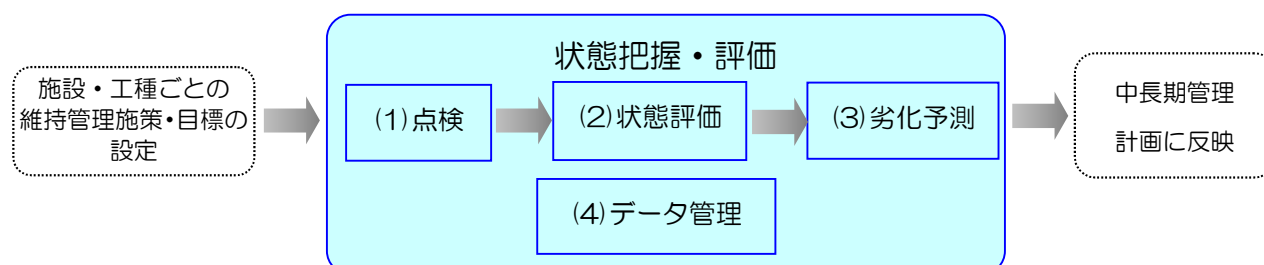 状態把握・評価
施設・工種ごとの
維持管理施策・目標の
設定
(1)点検
(2)状態評価
(3)劣化予測
(4)データ管理
中長期管理
計画に反映